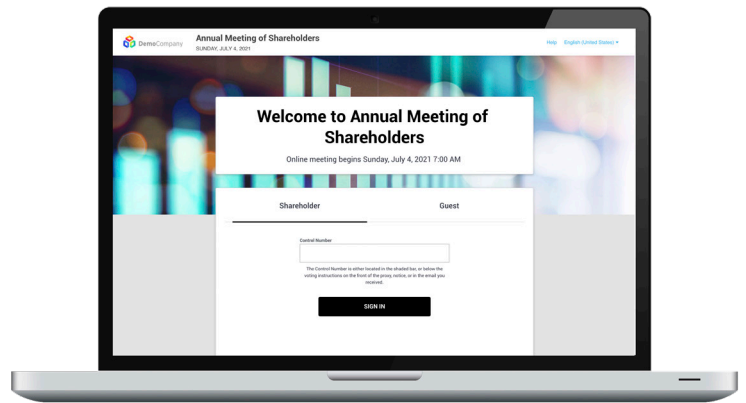 DemoCompany
Annual Meeting of Shareholders
SUNDAY, JULY 4, 2021
Help English (United States)
Welcome to Annual Meeting of
Shareholders
Online meeting begins Sunday, July 4, 2021 7:00 AM
Shareholder Guest
Control Number
The Control Number is either located in the shaded bar, or below the
voting instructions on the front of the proxy, notice, or in the email you
received.
SIGN IN